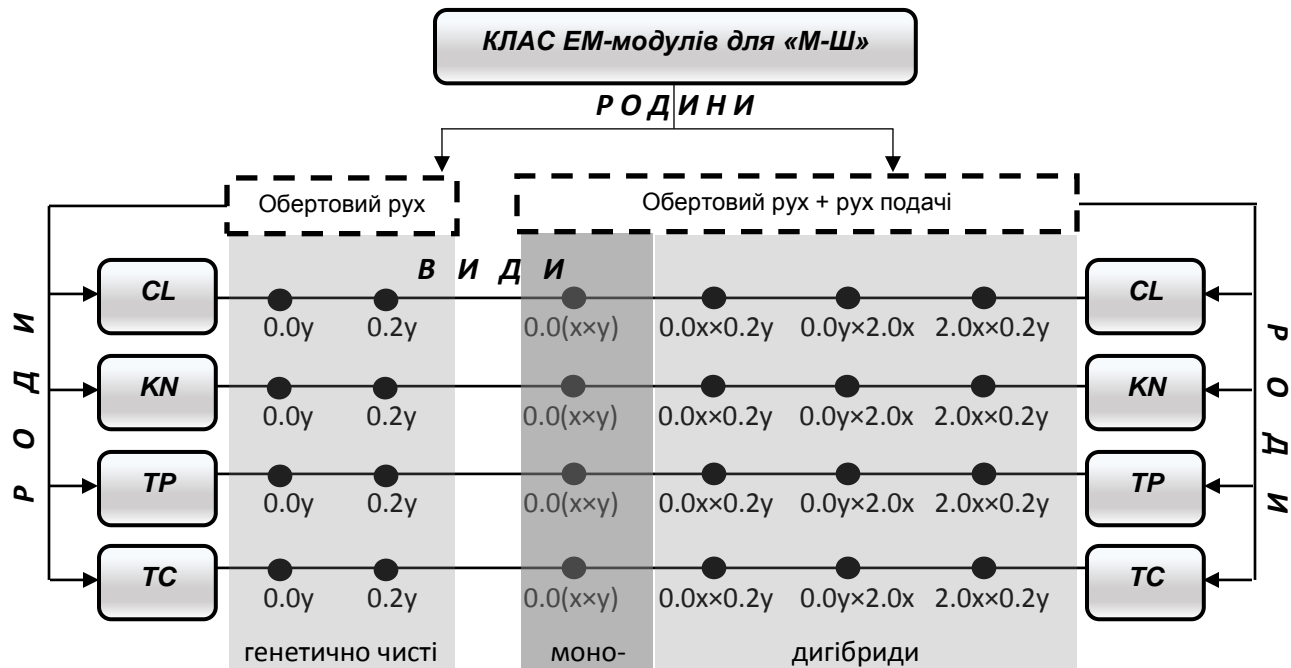 КЛАС ЕМ-модулів для «М-Ш»
РОДИНИ
Обертовий рух
Обертовий рух + рух подачі
ВИДИ
РОДИ
РОДИ
CL
0.0y 0.2y 0.0(x×y) 0.0x×0.2y 0.0y×2.0x 2.0x×0.2y
CL
KN
0.0y 0.2y 0.0(x×y) 0.0x×0.2y 0.0y×2.0x 2.0x×0.2y
KN
TP
0.0y 0.2y 0.0(x×y) 0.0x×0.2y 0.0y×2.0x 2.0x×0.2y
TP
TC
0.0y 0.2y 0.0(x×y) 0.0x×0.2y 0.0y×2.0x 2.0x×0.2y
TC
генетично чисті моно- дигібриди